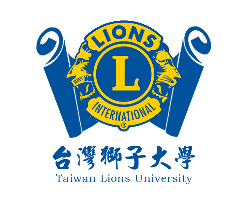 LIONS
L
INTERNATIONAL
®
台灣獅子大學
Taiwan Lions University